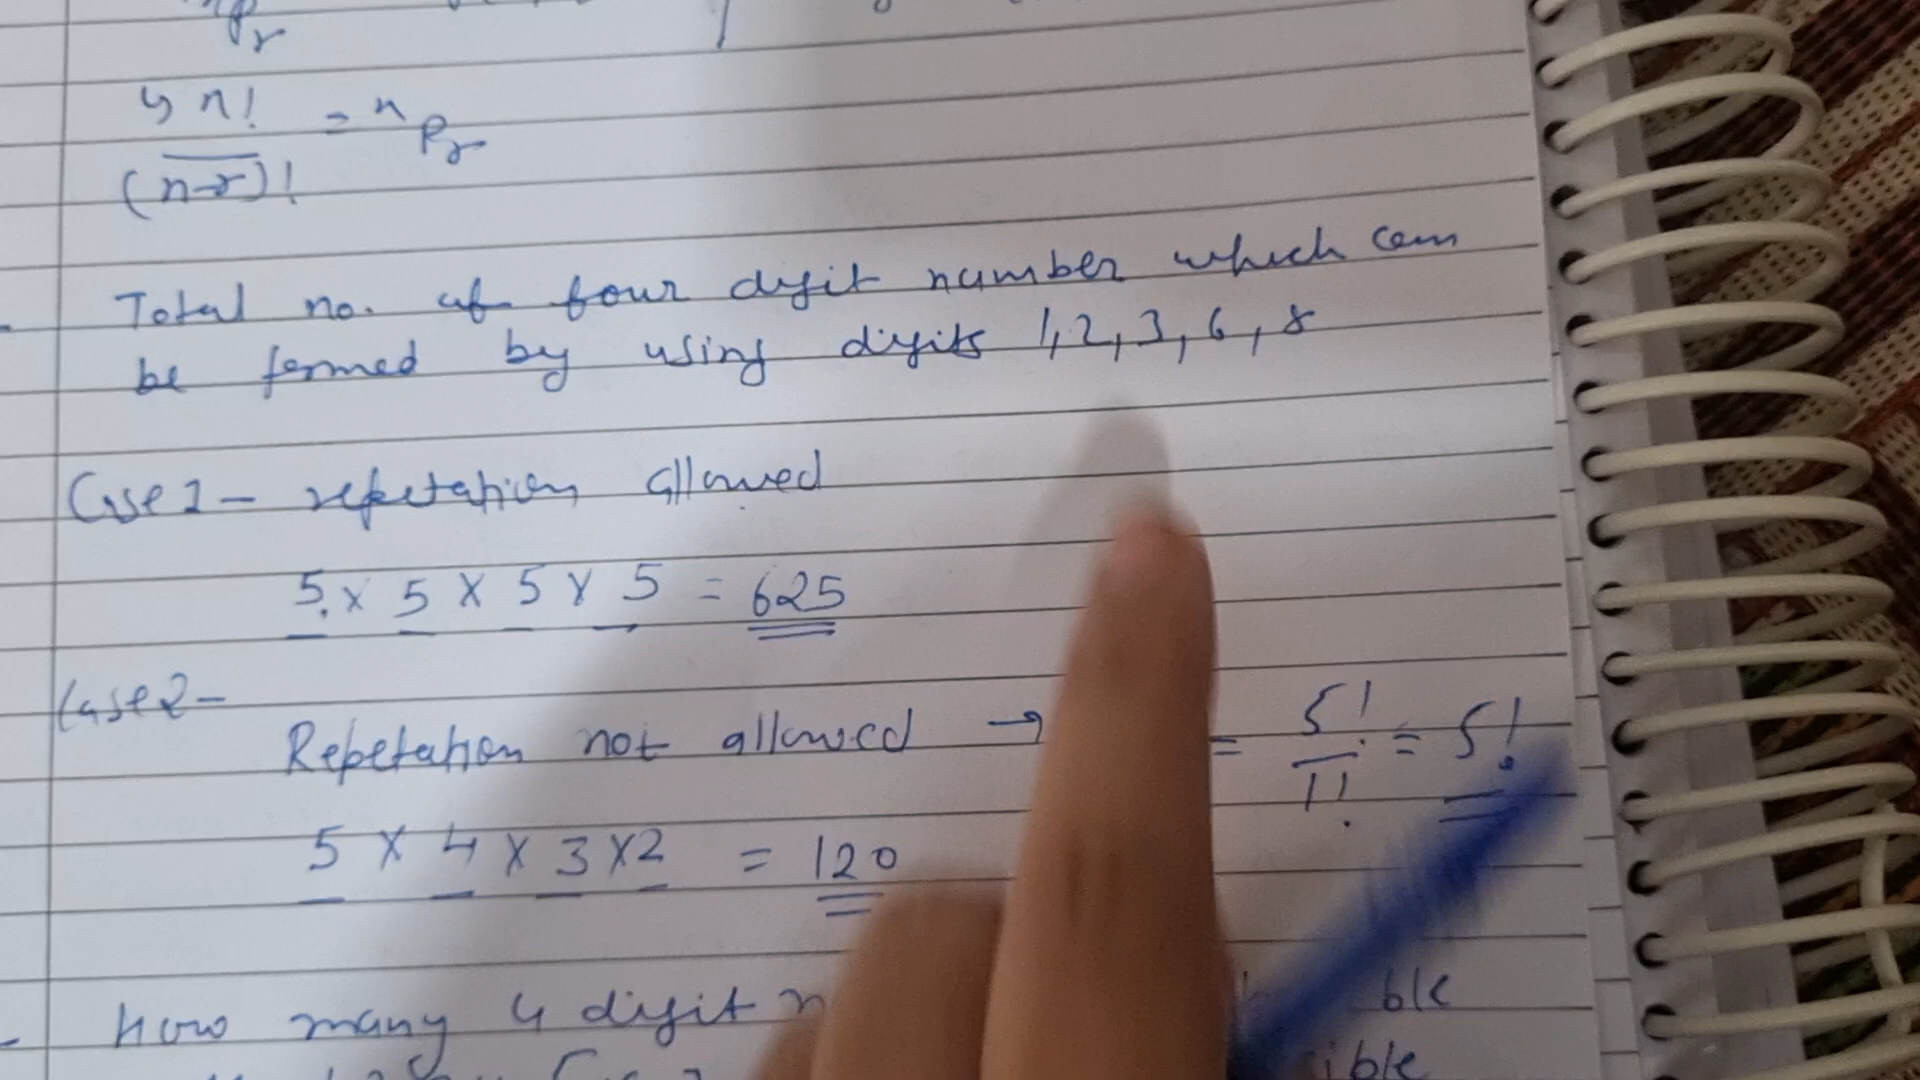 Pr
↳ n!
(n-r)! = nPr
Total no. of four digit number which can
be formed by using digits 1, 2, 3, 6, 8
Case 1 - repetation allowed
5 x 5 x 5 x 5 = 625
Case 2 -
Repetation not allowed → = 5!/1! = 5!
5 x 4 x 3 x 2 = 120
how many 4 digit